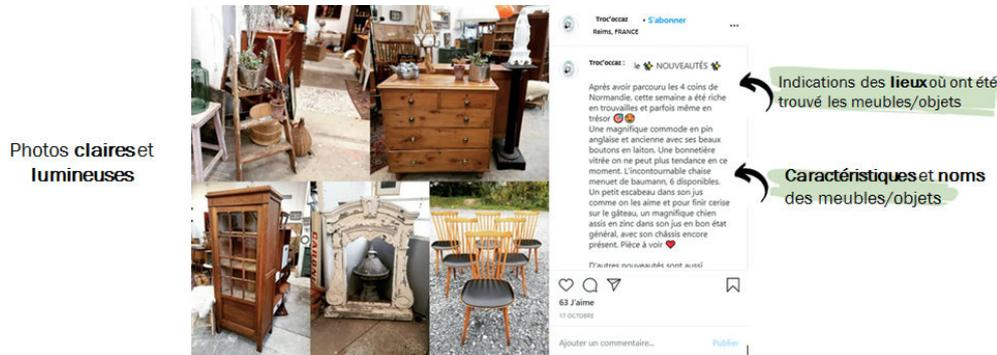 Photos claires et
lumineuses
Troc'occaz • S'abonner
Reims, FRANCE
Troc'occaz : le NOUVEAUTÉS
Après avoir parcouru les 4 coins de
Normandie, cette semaine a été riche
en trouvailles et parfois même en
trésor
Une magnifique commode en pin
anglaise et ancienne avec ses beaux
boutons en laiton. Une bonnetière
vitrée on ne peut plus tendance en ce
moment. L'incontournable chaise
menuet de baumann, 6 disponibles.
Un petit escabeau dans son jus
comme on les aime et pour finir cerise
sur le gâteau, un magnifique chien
assis en zinc dans son jus en bon état
général, avec son châssis encore
présent. Pièce à voir
D'autres nouveautés sont aussi
63 J'aime
17 OCTOBRE
Ajouter un commentaire... Publier
Indications des lieux où ont été
trouvé les meubles/objets
Caractéristiques et noms
des meubles/objets